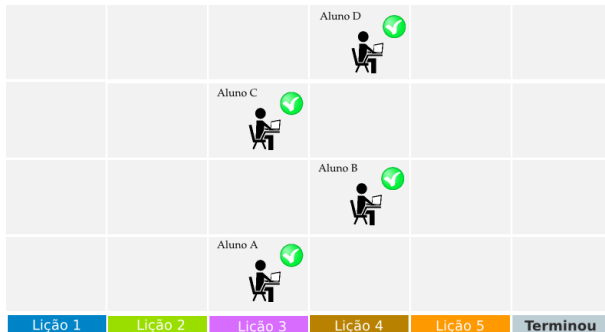 Aluno D
Aluno C
Aluno B
Aluno A
Lição 1 Lição 2 Lição 3 Lição 4 Lição 5 Terminou